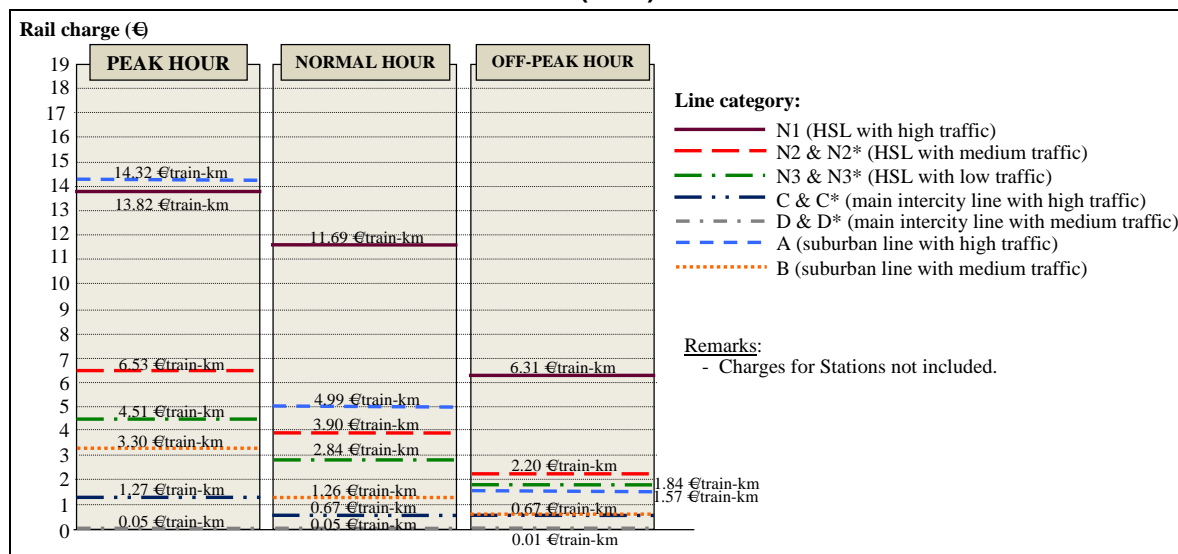 Rail charge (€)
PEAK HOUR
NORMAL HOUR
OFF-PEAK HOUR
19
18
17
16
15
14
13
12
11
10
9
8
7
6
5
4
3
2
1
0
14.32 €/train-km
13.82 €/train-km
6.53 €/train-km
4.51 €/train-km
3.30 €/train-km
1.27 €/train-km
0.05 €/train-km
11.69 €/train-km
4.99 €/train-km
3.90 €/train-km
2.84 €/train-km
1.26 €/train-km
0.67 €/train-km
0.05 €/train-km
6.31 €/train-km
2.20 €/train-km
1.84 €/train-km
1.57 €/train-km
0.67 €/train-km
0.01 €/train-km
Line category:
N1 (HSL with high traffic)
N2 & N2* (HSL with medium traffic)
N3 & N3* (HSL with low traffic)
C & C* (main intercity line with high traffic)
D & D* (main intercity line with medium traffic)
A (suburban line with high traffic)
B (suburban line with medium traffic)
Remarks:
- Charges for Stations not included.